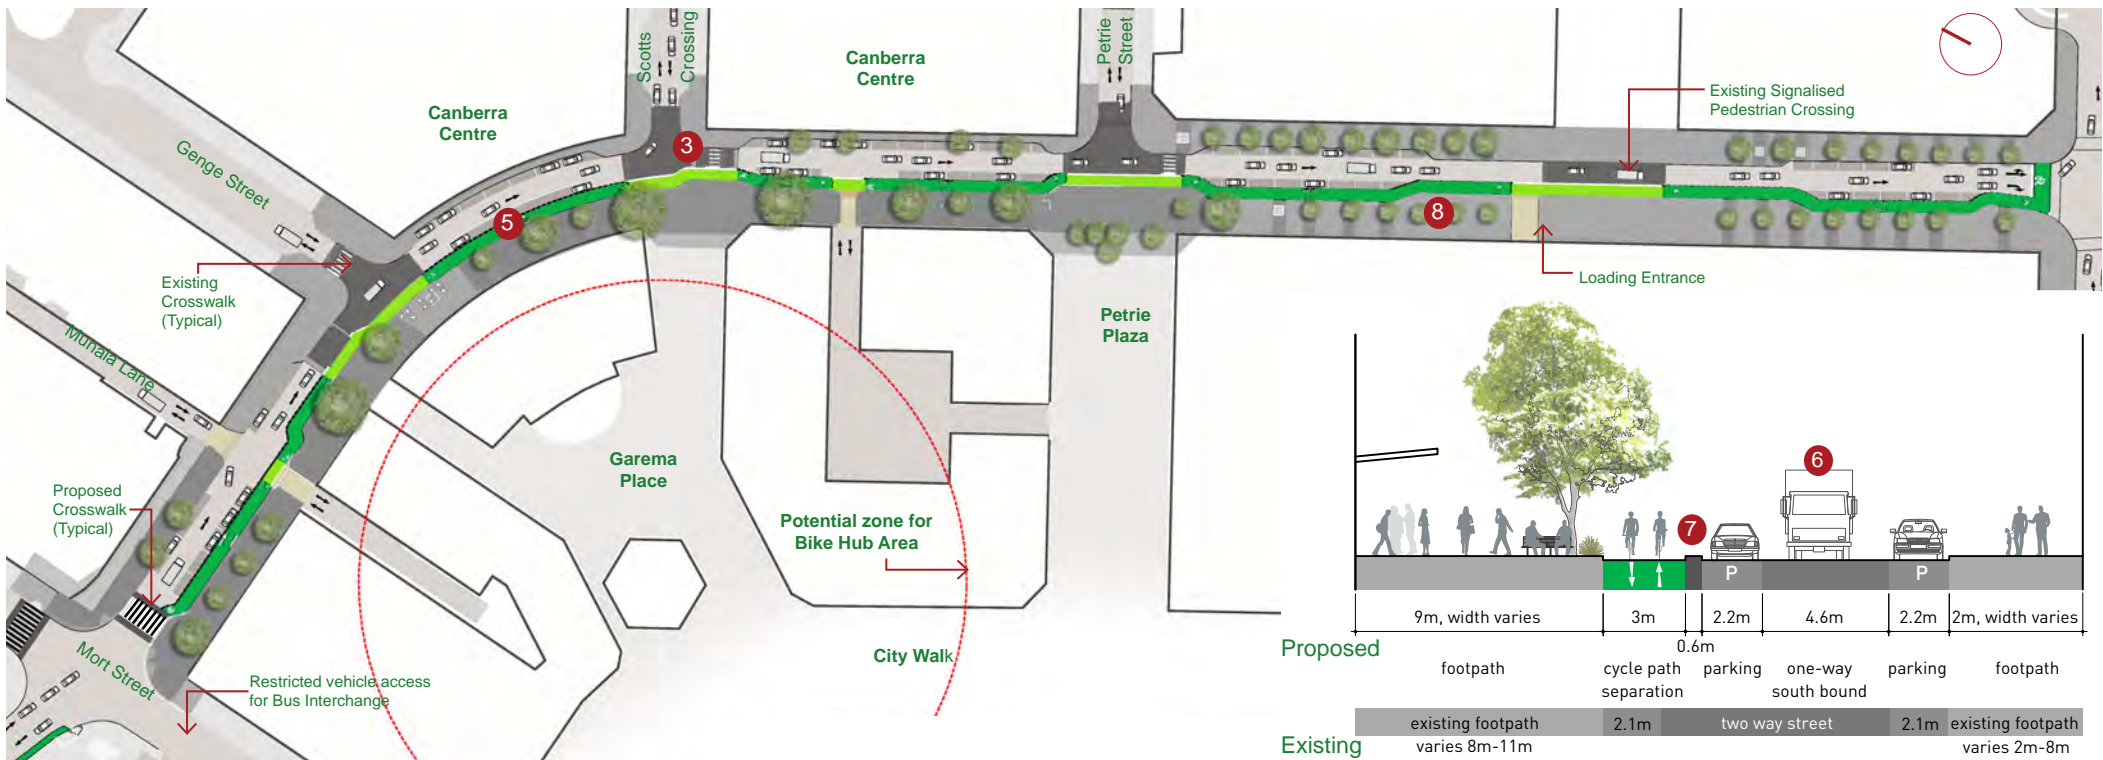 Scotts
Crossing
Petrie
Street
Canberra
Centre
Canberra
Centre
Existing Signalised
Pedestrian Crossing
3
Genge Street
5
8
Existing
Crosswalk
(Typical)
Loading Entrance
Munala Lane
Petrie
Plaza
Garema
Place
Proposed
Crosswalk
(Typical)
Potential zone for
Bike Hub Area
City Walk
Mort Street
Restricted vehicle access
for Bus Interchange
6
7
P
P
9m, width varies
3m
2.2m
4.6m
2.2m
2m, width varies
0.6m
Proposed
footpath
cycle path
separation
parking
one-way
south bound
parking
footpath
existing footpath
2.1m
two way street
2.1m
existing footpath
Existing
varies 8m-11m
varies 2m-8m